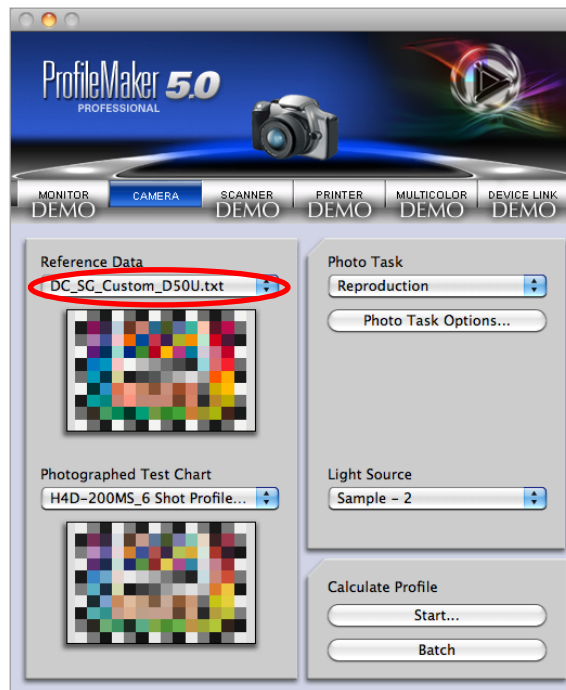 ProfileMaker 5.0
PROFESSIONAL
MONITOR CAMERA SCANNER PRINTER MULTICOLOR DEVICE LINK
DEMO DEMO DEMO DEMO DEMO
Reference Data
DC_SG_Custom_D50U.txt
Photographed Test Chart
H4D-200MS_6 Shot Profile...
Photo Task
Reproduction
Photo Task Options...
Light Source
Sample - 2
Calculate Profile
Start...
Batch